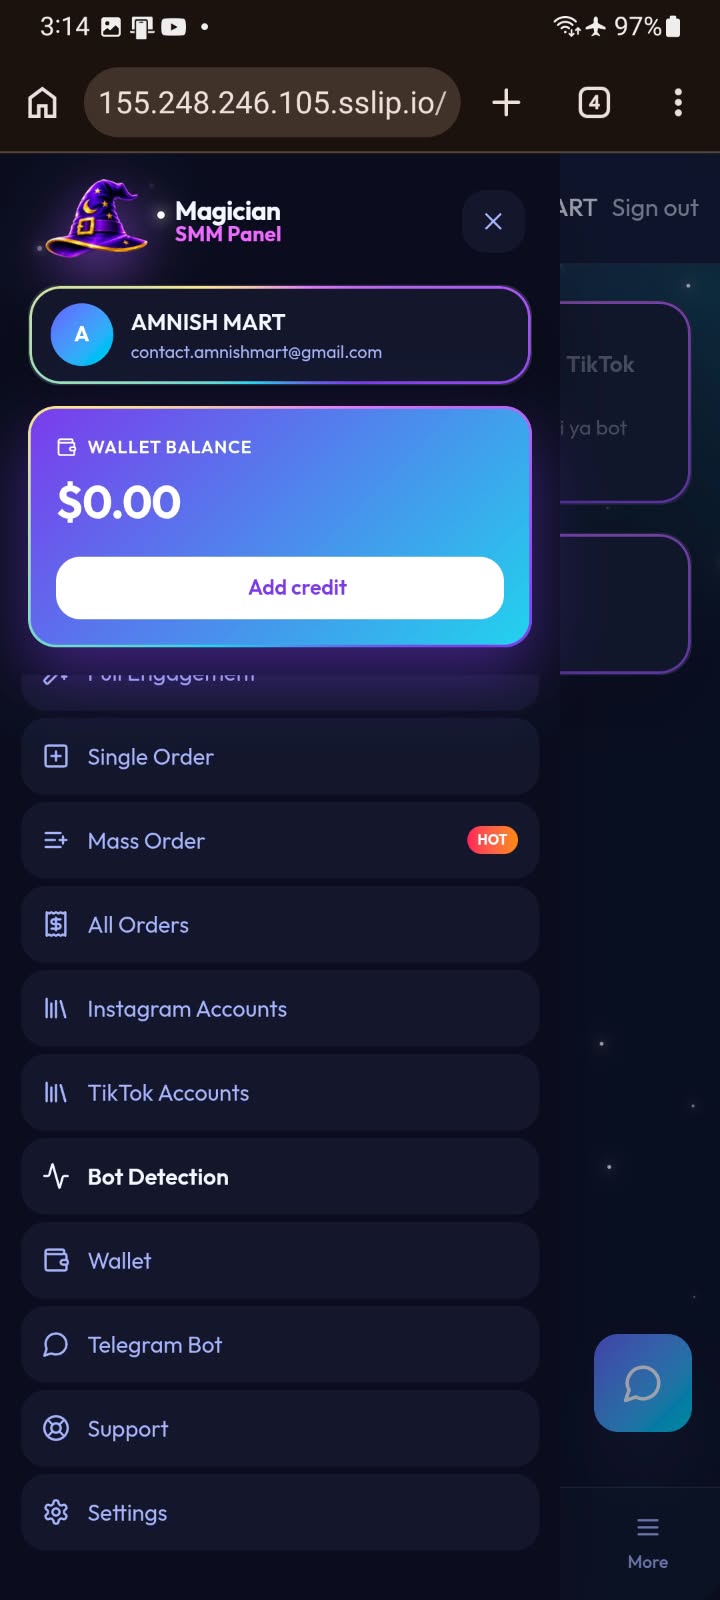 3:14
97%
155.248.246.105.sslip.io/
4
Magician
SMM Panel
ART Sign out
AMNISH MART
contact.amnishmart@gmail.com
TikTok
i ya bot
WALLET BALANCE
$0.00
Add credit
Full Engagement
Single Order
Mass Order
HOT
All Orders
Instagram Accounts
TikTok Accounts
Bot Detection
Wallet
Telegram Bot
Support
Settings
More